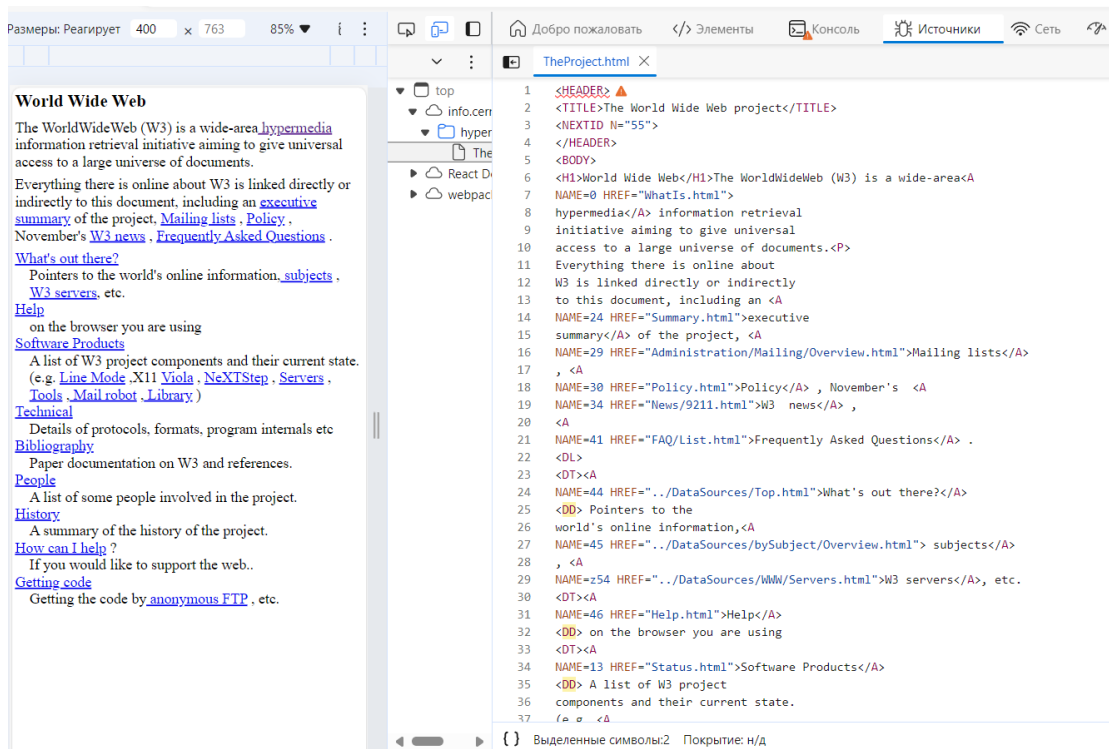 Размеры: Реагирует 400 × 763 85% ▼
Добро пожаловать </> Элементы Консоль Источники Сеть
TheProject.html ×
World Wide Web
The WorldWideWeb (W3) is a wide-area hypermedia
information retrieval initiative aiming to give universal
access to a large universe of documents.
Everything there is online about W3 is linked directly or
indirectly to this document, including an executive
summary of the project, Mailing lists , Policy ,
November's W3 news , Frequently Asked Questions .
What's out there?
Pointers to the world's online information, subjects ,
W3 servers, etc.
Help
on the browser you are using
Software Products
A list of W3 project components and their current state.
(e.g. Line Mode ,X11 Viola , NeXTStep , Servers ,
Tools , Mail robot , Library )
Technical
Details of protocols, formats, program internals etc
Bibliography
Paper documentation on W3 and references.
People
A list of some people involved in the project.
History
A summary of the history of the project.
How can I help ?
If you would like to support the web..
Getting code
Getting the code by anonymous FTP , etc.
top
info.cern
hyper
The
React De
webpac
1 <HEADER>
2 <TITLE>The World Wide Web project</TITLE>
3 <NEXTID N="55">
4 </HEADER>
5 <BODY>
6 <H1>World Wide Web</H1>The WorldWideWeb (W3) is a wide-area<A
7 NAME=0 HREF="WhatIs.html">
8 hypermedia</A> information retrieval
9 initiative aiming to give universal
10 access to a large universe of documents.<P>
11 Everything there is online about
12 W3 is linked directly or indirectly
13 to this document, including an <A
14 NAME=24 HREF="Summary.html">executive
15 summary</A> of the project, <A
16 NAME=29 HREF="Administration/Mailing/Overview.html">Mailing lists</A>
17 , <A
18 NAME=30 HREF="Policy.html">Policy</A> , November's <A
19 NAME=34 HREF="News/9211.html">W3 news</A> ,
20 <A
21 NAME=41 HREF="FAQ/List.html">Frequently Asked Questions</A> .
22 <DL>
23 <DT><A
24 NAME=44 HREF="../DataSources/Top.html">What's out there?</A>
25 <DD> Pointers to the
26 world's online information,<A
27 NAME=45 HREF="../DataSources/bySubject/Overview.html"> subjects</A>
28 , <A
29 NAME=z54 HREF="../DataSources/WWW/Servers.html">W3 servers</A>, etc.
30 <DT><A
31 NAME=46 HREF="Help.html">Help</A>
32 <DD> on the browser you are using
33 <DT><A
34 NAME=13 HREF="Status.html">Software Products</A>
35 <DD> A list of W3 project
36 components and their current state.
37 (e.g. <A
{ } Выделенные символы:2 Покрытие: н/д